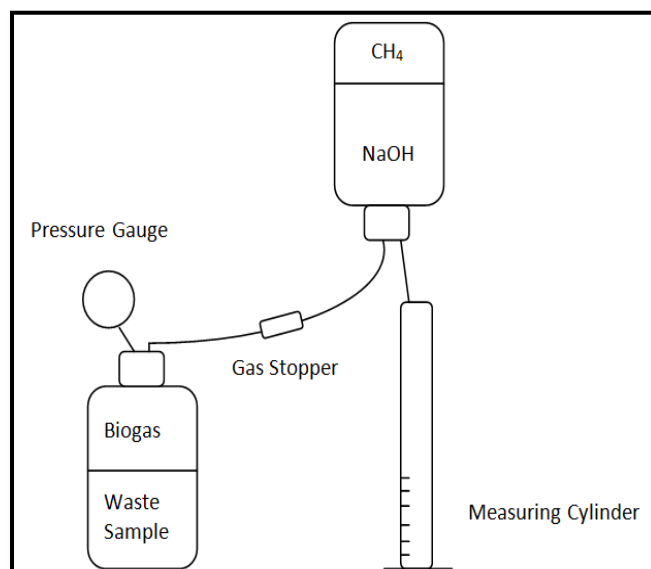 CH₄
NaOH
Pressure Gauge
Gas Stopper
Biogas
Waste
Sample
Measuring Cylinder